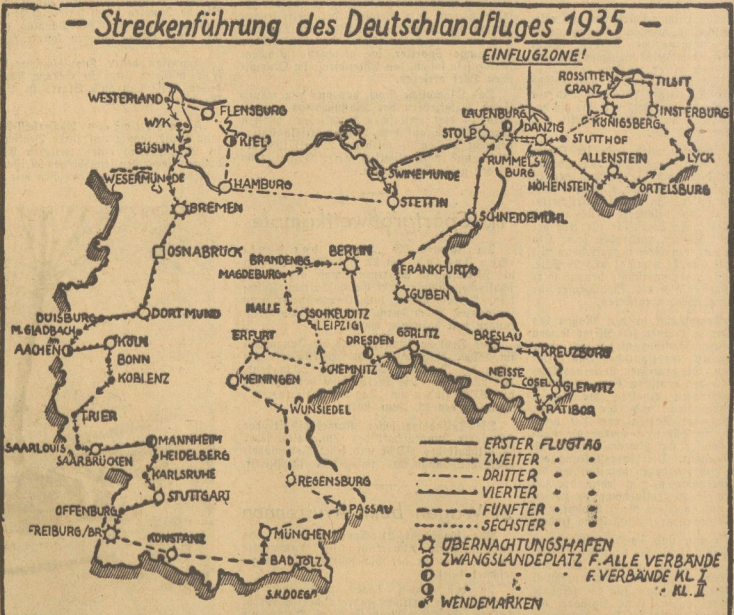 — Streckenführung des Deutschlandfluges 1935 —
EINFLUGZONE!
ROSSITTEN
CRANZ
TILSIT
WESTERLAND
FLENSBURG
LAUENBURG
DANZIG
KÖNIGSBERG
INSTERBURG
WYK
KIEL
STOLP
STUTTHOF
BÜSUM
ALLENSTEIN
LYCK
WESERMÜNDE
HAMBURG
SWINEMÜNDE
RUMMELS-
BURG
HOHENSTEIN
ORTELSBURG
BREMEN
STETTIN
SCHNEIDEMÜHL
OSNABRÜCK
BERLIN
BRANDENBG.
MAGDEBURG
FRANKFURT/O
GUBEN
DUISBURG
DORTMUND
HALLE
SCHKEUDITZ
LEIPZIG
M. GLADBACH
ERFURT
DRESDEN
GÖRLITZ
BRESLAU
KREUZBURG
AACHEN
KÖLN
BONN
KOBLENZ
MEININGEN
CHEMNITZ
NEISSE
COSEL
GLEIWITZ
RATIBOR
TRIER
WUNSIEDEL
SAARLOUIS
SAARBRÜCKEN
MANNHEIM
HEIDELBERG
KARLSRUHE
STUTTGART
REGENSBURG
OFFENBURG
PASSAU
FREIBURG/BR.
KONSTANZ
MÜNCHEN
BAD TÖLZ
ERSTER FLUGTAG
ZWEITER " "
DRITTER " "
VIERTER " "
FÜNFTER " "
SECHSTER " "
ÜBERNACHTUNGSHAFEN
ZWANGSLANDEPLATZ F. ALLE VERBÄNDE
" " F. VERBÄNDE KL I
" " " KL. II
WENDEMARKEN